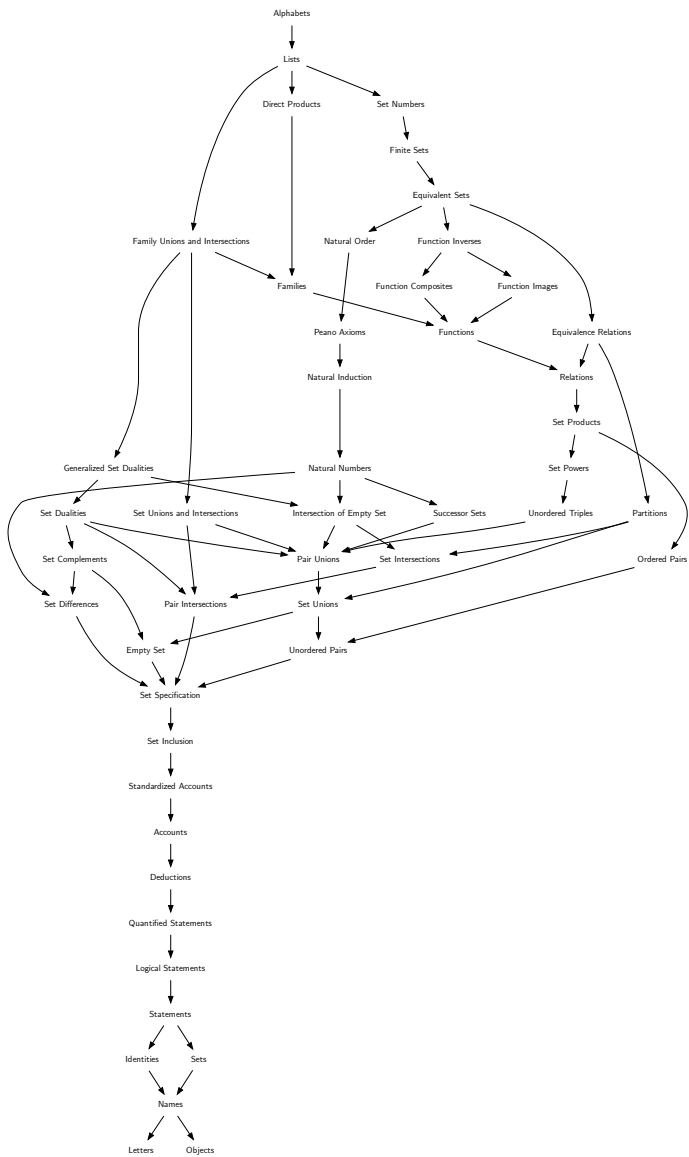 Alphabets
Lists
Direct Products
Set Numbers
Finite Sets
Equivalent Sets
Family Unions and Intersections
Natural Order
Function Inverses
Families
Function Composites
Function Images
Peano Axioms
Functions
Equivalence Relations
Natural Induction
Relations
Set Products
Generalized Set Dualities
Natural Numbers
Set Powers
Set Dualities
Set Unions and Intersections
Intersection of Empty Set
Successor Sets
Unordered Triples
Partitions
Set Complements
Pair Unions
Set Intersections
Ordered Pairs
Set Differences
Pair Intersections
Set Unions
Empty Set
Unordered Pairs
Set Specification
Set Inclusion
Standardized Accounts
Accounts
Deductions
Quantified Statements
Logical Statements
Statements
Identities
Sets
Names
Letters
Objects